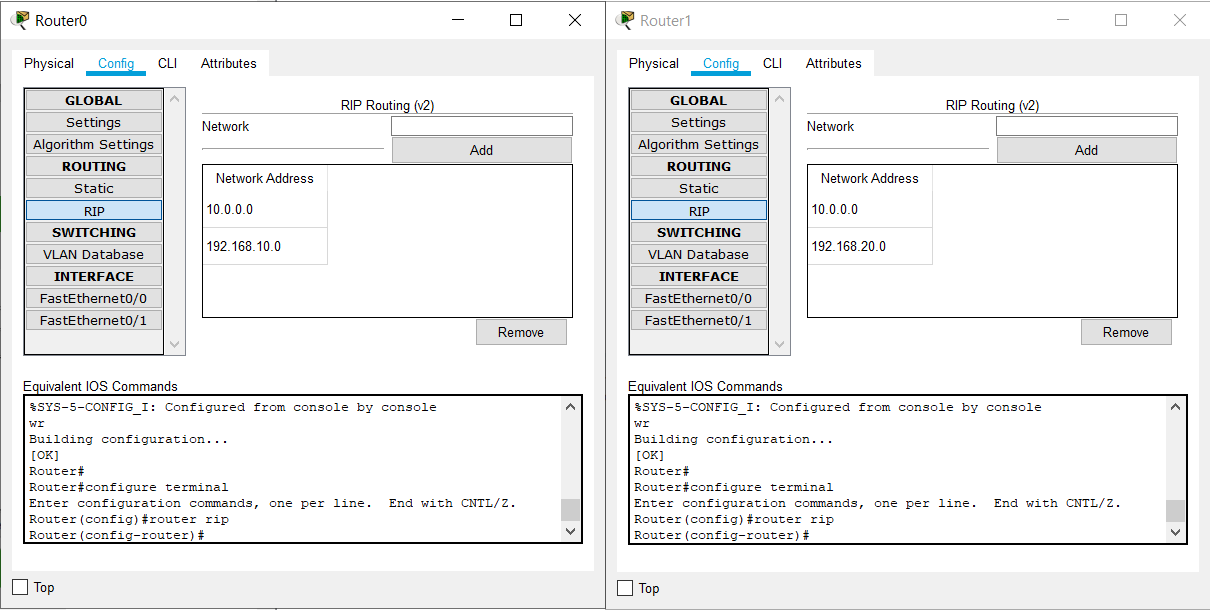 Router0
Physical Config CLI Attributes
GLOBAL
Settings
Algorithm Settings
ROUTING
Static
RIP
SWITCHING
VLAN Database
INTERFACE
FastEthernet0/0
FastEthernet0/1
RIP Routing (v2)
Network
Add
Network Address
10.0.0.0
192.168.10.0
Remove
Equivalent IOS Commands
%SYS-5-CONFIG_I: Configured from console by console
wr
Building configuration...
[OK]
Router#
Router#configure terminal
Enter configuration commands, one per line.  End with CNTL/Z.
Router(config)#router rip
Router(config-router)#
Top
Router1
Physical Config CLI Attributes
GLOBAL
Settings
Algorithm Settings
ROUTING
Static
RIP
SWITCHING
VLAN Database
INTERFACE
FastEthernet0/0
FastEthernet0/1
RIP Routing (v2)
Network
Add
Network Address
10.0.0.0
192.168.20.0
Remove
Equivalent IOS Commands
%SYS-5-CONFIG_I: Configured from console by console
wr
Building configuration...
[OK]
Router#
Router#configure terminal
Enter configuration commands, one per line.  End with CNTL/Z.
Router(config)#router rip
Router(config-router)#
Top